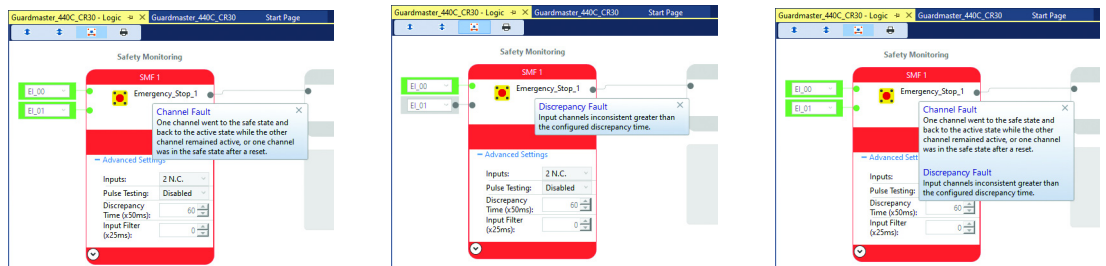 Guardmaster_440C_CR30 - Logic Guardmaster_440C_CR30 Start Page
Safety Monitoring
SMF 1
EI_00
Emergency_Stop_1
EI_01
Channel Fault
One channel went to the safe state and
back to the active state while the other
channel remained active, or one channel
was in the safe state after a reset.
Advanced Settings
Inputs: 2 N.C.
Pulse Testing: Disabled
Discrepancy
Time (x50ms): 60
Input Filter
(x25ms): 0
Guardmaster_440C_CR30 - Logic Guardmaster_440C_CR30 Start Page
Safety Monitoring
SMF 1
EI_00
Emergency_Stop_1
EI_01
Discrepancy Fault
Input channels inconsistent greater than
the configured discrepancy time.
Advanced Settings
Inputs: 2 N.C.
Pulse Testing: Disabled
Discrepancy
Time (x50ms): 60
Input Filter
(x25ms): 0
Guardmaster_440C_CR30 - Logic Guardmaster_440C_CR30 Start Page
Safety Monitoring
SMF 1
EI_00
Emergency_Stop_1
EI_01
Channel Fault
One channel went to the safe state and
back to the active state while the other
channel remained active, or one channel
was in the safe state after a reset.
Discrepancy Fault
Input channels inconsistent greater than
the configured discrepancy time.
Advanced Sett
Inputs:
Pulse Testing:
Discrepancy
Time (x50ms): 60
Input Filter
(x25ms): 0